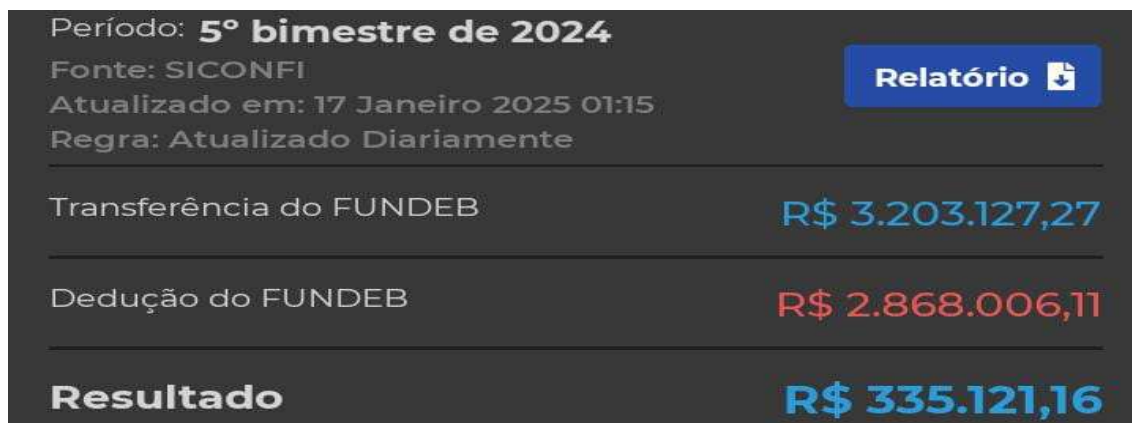 Período: 5º bimestre de 2024
Fonte: SICONFI
Relatório
Atualizado em: 17 Janeiro 2025 01:15
Regra: Atualizado Diariamente
Transferência do FUNDEB R$ 3.203.127,27
Dedução do FUNDEB R$ 2.868.006,11
Resultado R$ 335.121,16